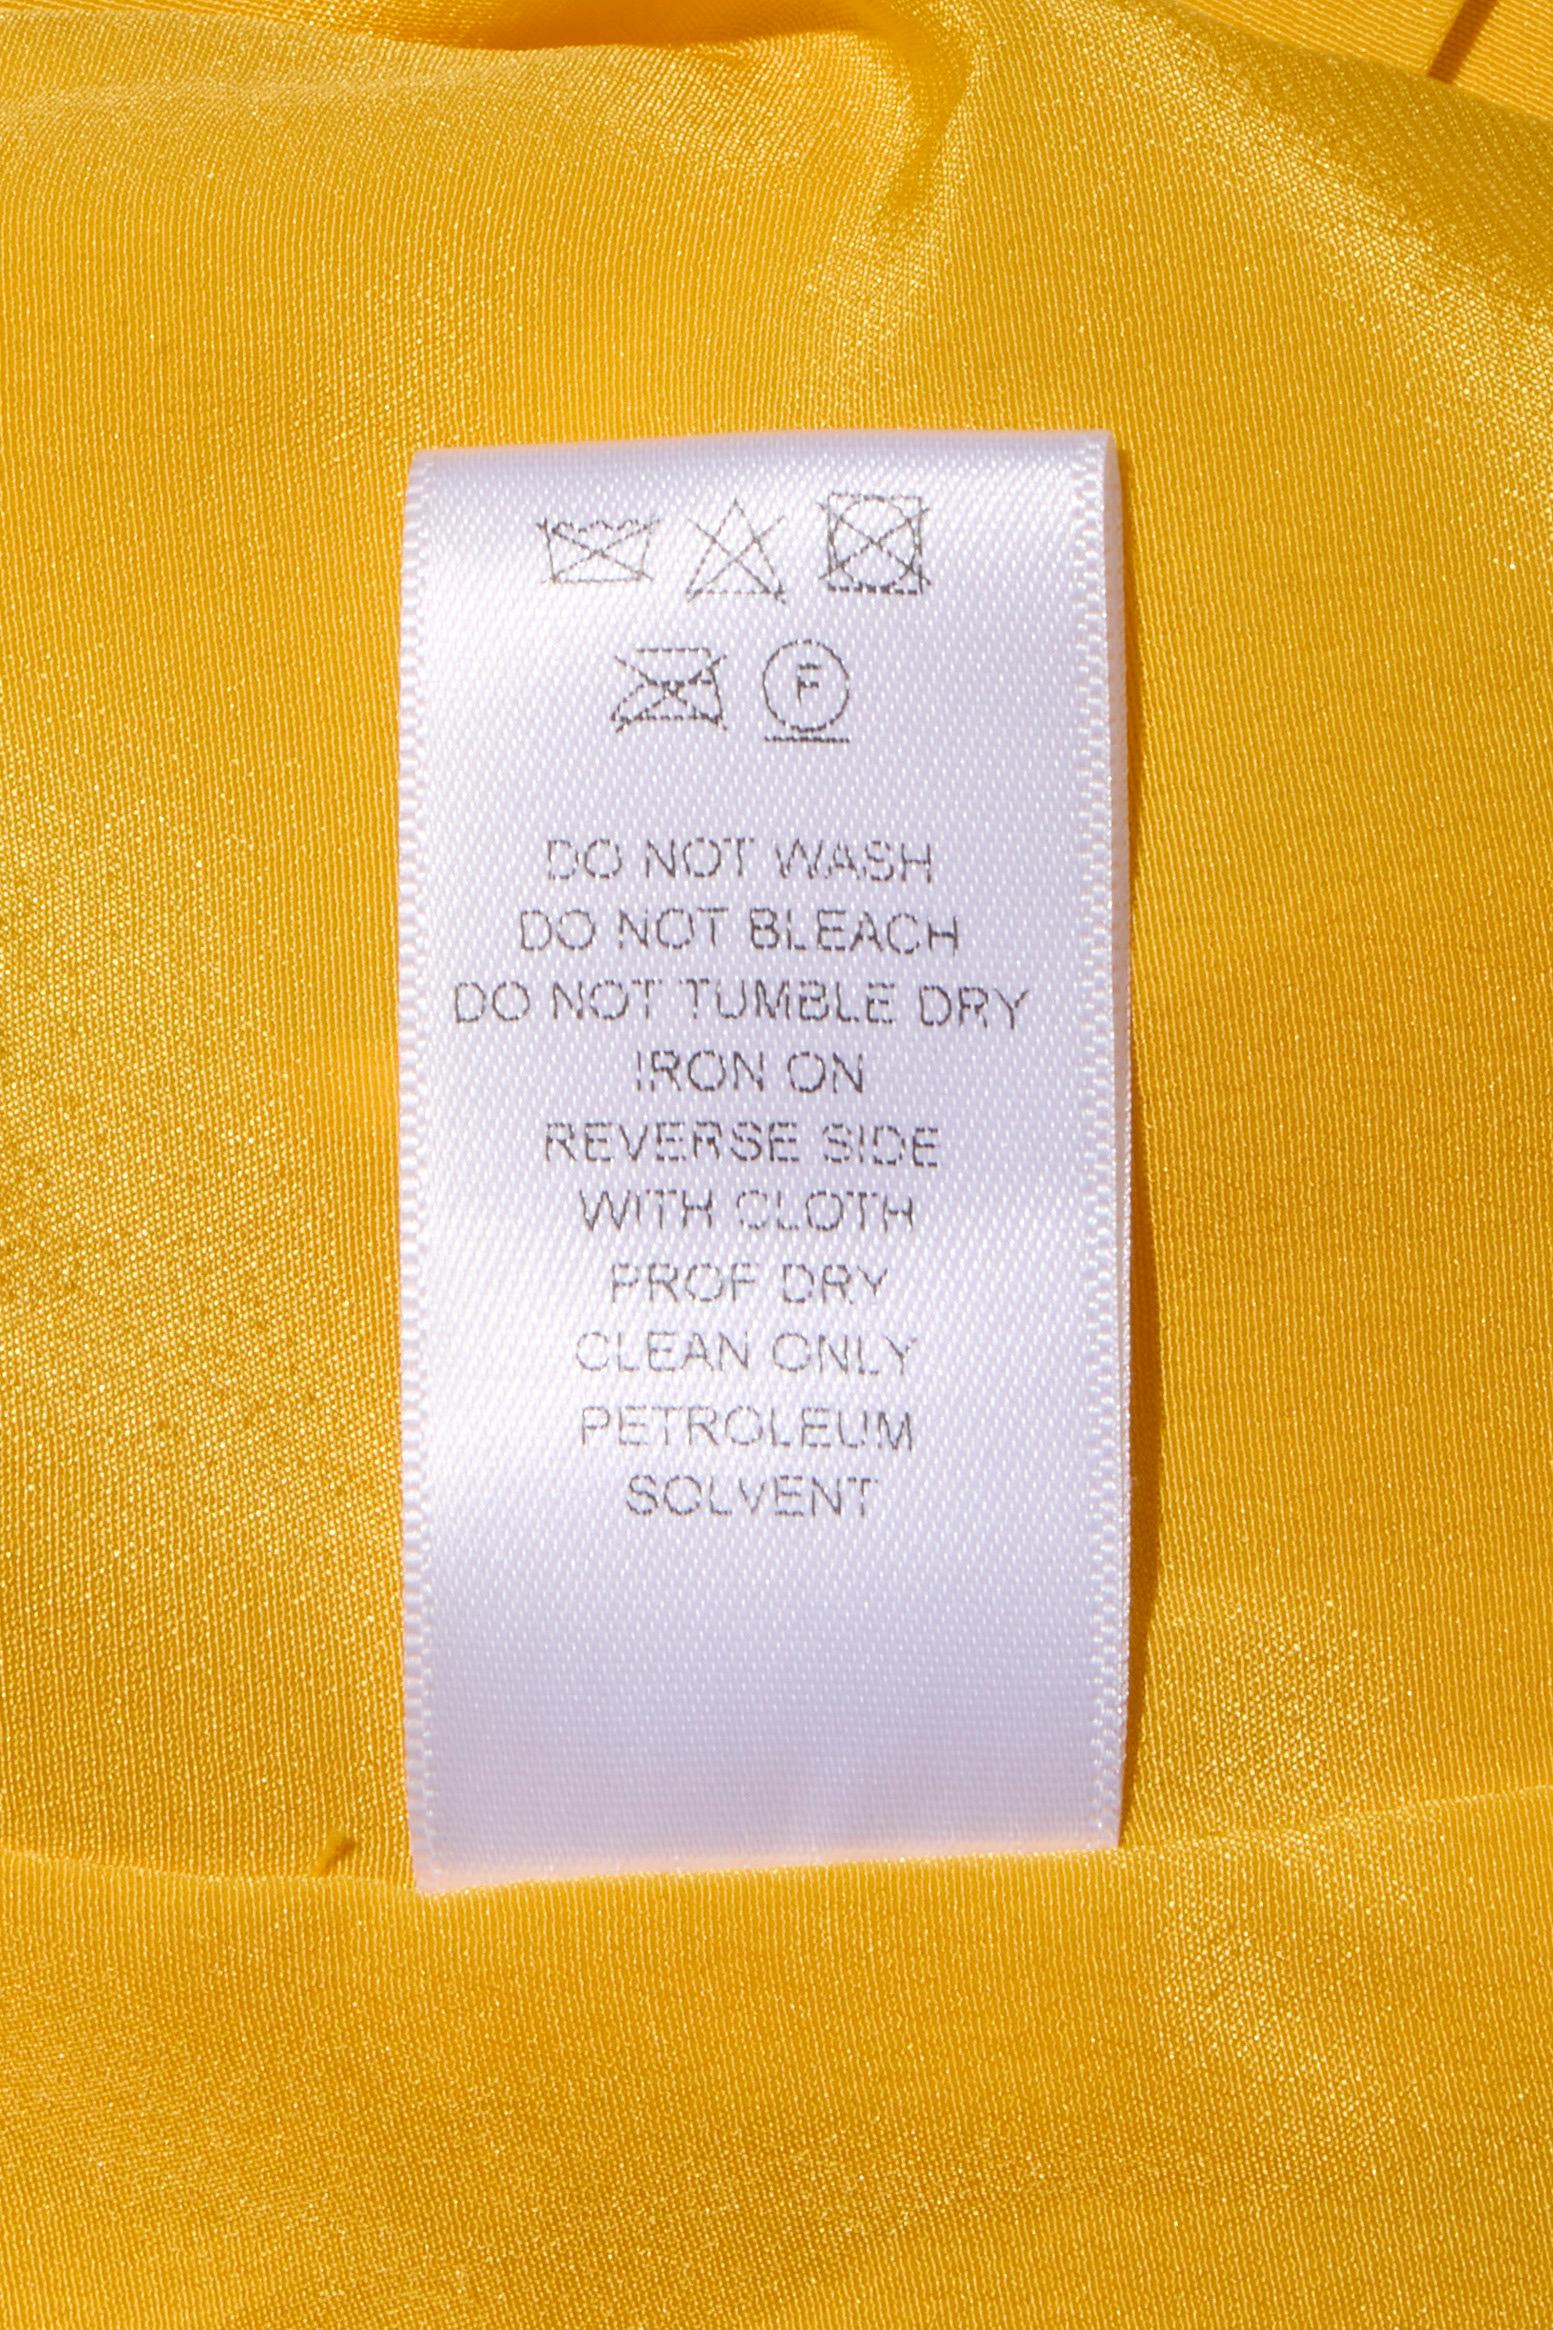 F
DO NOT WASH
DO NOT BLEACH
DO NOT TUMBLE DRY
IRON ON
REVERSE SIDE
WITH CLOTH
PROF DRY
CLEAN ONLY
PETROLEUM
SOLVENT